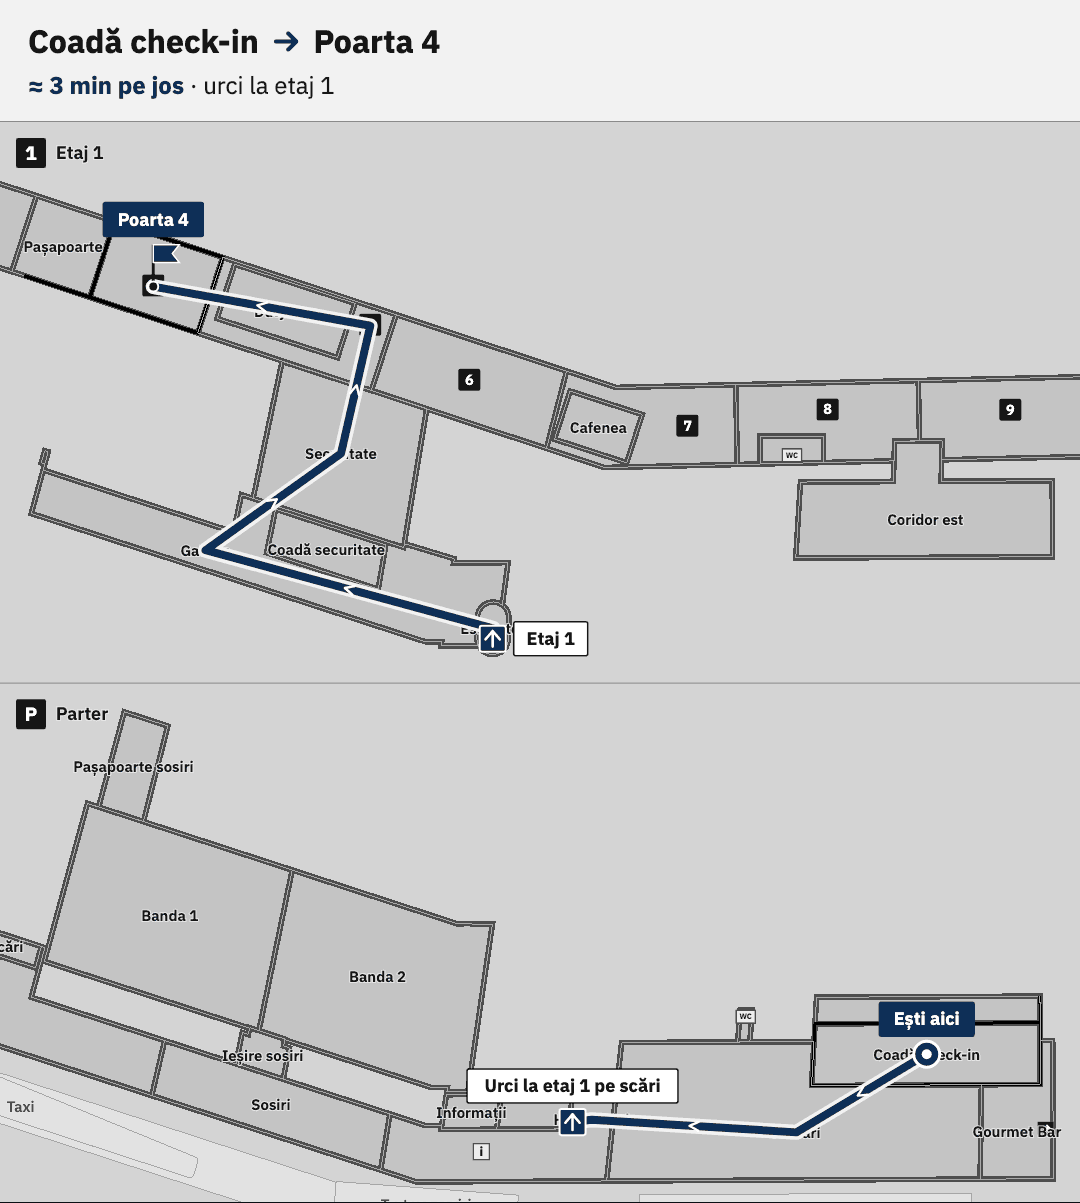 Coadă check-in → Poarta 4
≈ 3 min pe jos · urci la etaj 1
1 Etaj 1
Poarta 4
Pașapoarte
6
Cafenea
7
8
9
WC
Coridor est
Coadă securitate
Etaj 1
P Parter
Pașapoarte sosiri
Banda 1
Banda 2
Ești aici
WC
Ieșire sosiri
Urci la etaj 1 pe scări
Sosiri
Informații
Taxi
Gourmet Bar
i